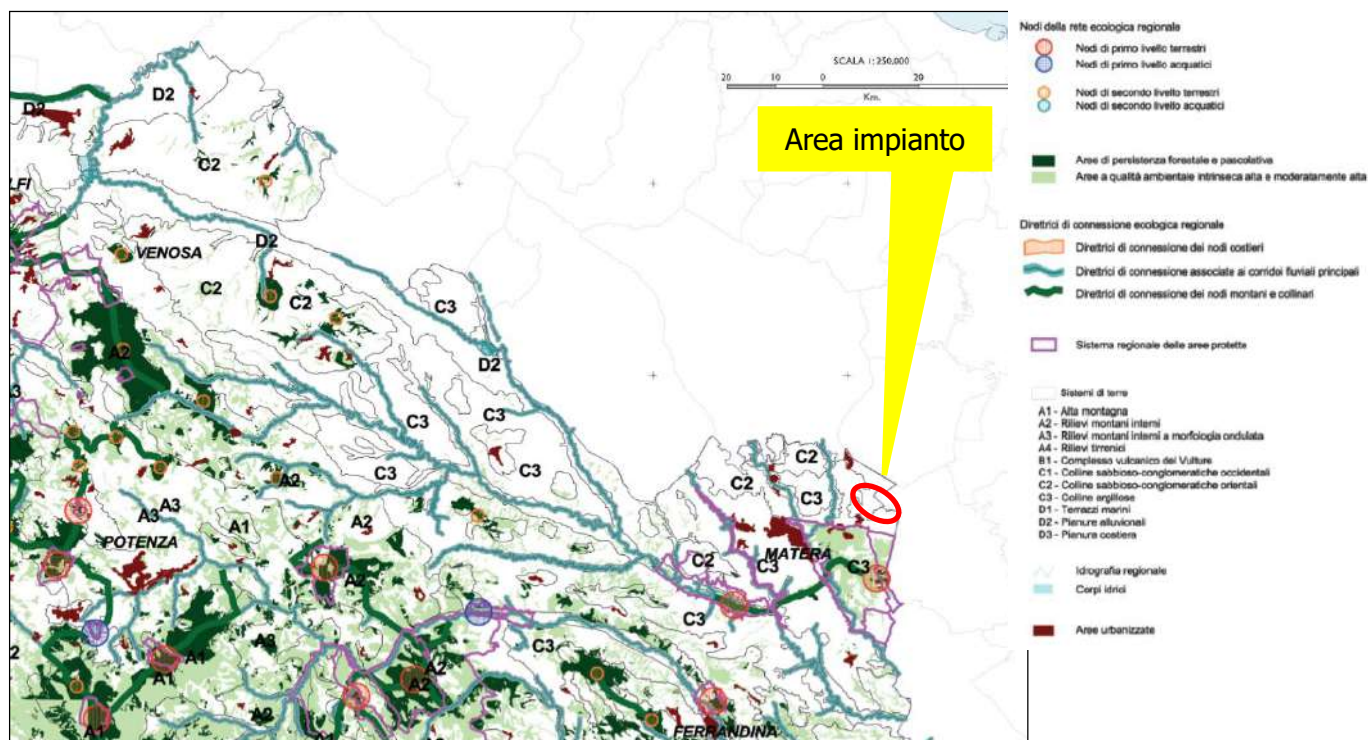 SCALA 1:250,000
20 10 0 20
Km.
Area impianto
D2
D2
C2
LFI
D2
VENOSA
C2
C2
C3
D2
A2
C3
C3
C3
C3
C2
C2
C3
A3
A2
A3
A3
A1
A2
POTENZA
A2
C2
MATERA
C3
C3
C3
C3
A1
A3
A2
A2
A2
A1
FERRANDINA
Nodi della rete ecologica regionale
Nodi di primo livello terrestri
Nodi di primo livello acquatici
Nodi di secondo livello terrestri
Nodi di secondo livello acquatici
Aree di persistenza forestale e pascolativa
Aree a qualità ambientale intrinseca alta e moderatamente alta
Direttrici di connessione ecologica regionale
Direttrici di connessione dei nodi costieri
Direttrici di connessione associate ai corridoi fluviali principali
Direttrici di connessione dei nodi montani e collinari
Sistema regionale delle aree protette
Sistemi di terre
A1 - Alta montagna
A2 - Rilievi montani interni
A3 - Rilievi montani interni a morfologia ondulata
A4 - Rilievi tirrenici
B1 - Complesso vulcanico del Vulture
C1 - Colline sabbioso-conglomeratiche occidentali
C2 - Colline sabbioso-conglomeratiche orientali
C3 - Colline argillose
D1 - Terrazzi marini
D2 - Pianure alluvionali
D3 - Pianura costiera
Idrografia regionale
Corpi idrici
Aree urbanizzate